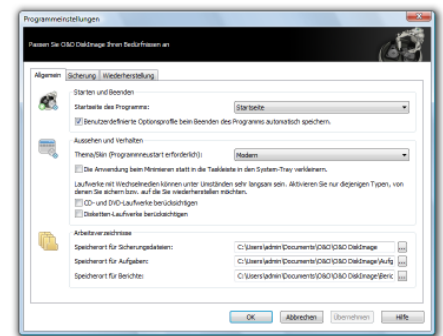 Programmeinstellungen
Passen Sie O&O DiskImage Ihren Bedürfnissen an
Allgemein Sicherung Wiederherstellung
Starten und Beenden
Startseite des Programms: Startseite
Benutzerdefinierte Optionsprofile beim Beenden des Programms automatisch speichern.
Aussehen und Verhalten
Thema/Skin (Programmneustart erforderlich): Modern
Die Anwendung beim Minimieren statt in die Taskleiste in den System-Tray verkleinern.
Laufwerke mit Wechselmedien können unter Umständen sehr langsam sein. Aktivieren Sie nur diejenigen Typen, von
denen Sie sichern bzw. auf die Sie wiederherstellen möchten.
CD- und DVD-Laufwerke berücksichtigen
Disketten-Laufwerke berücksichtigen
Arbeitsverzeichnisse
Speicherort für Sicherungsdateien: C:\Users\admin\Documents\O&O\O&O DiskImage ...
Speicherort für Aufgaben: C:\Users\admin\Documents\O&O\O&O DiskImage\Aufg ...
Speicherort für Berichte: C:\Users\admin\Documents\O&O\O&O DiskImage\Beric ...
OK Abbrechen Übernehmen Hilfe